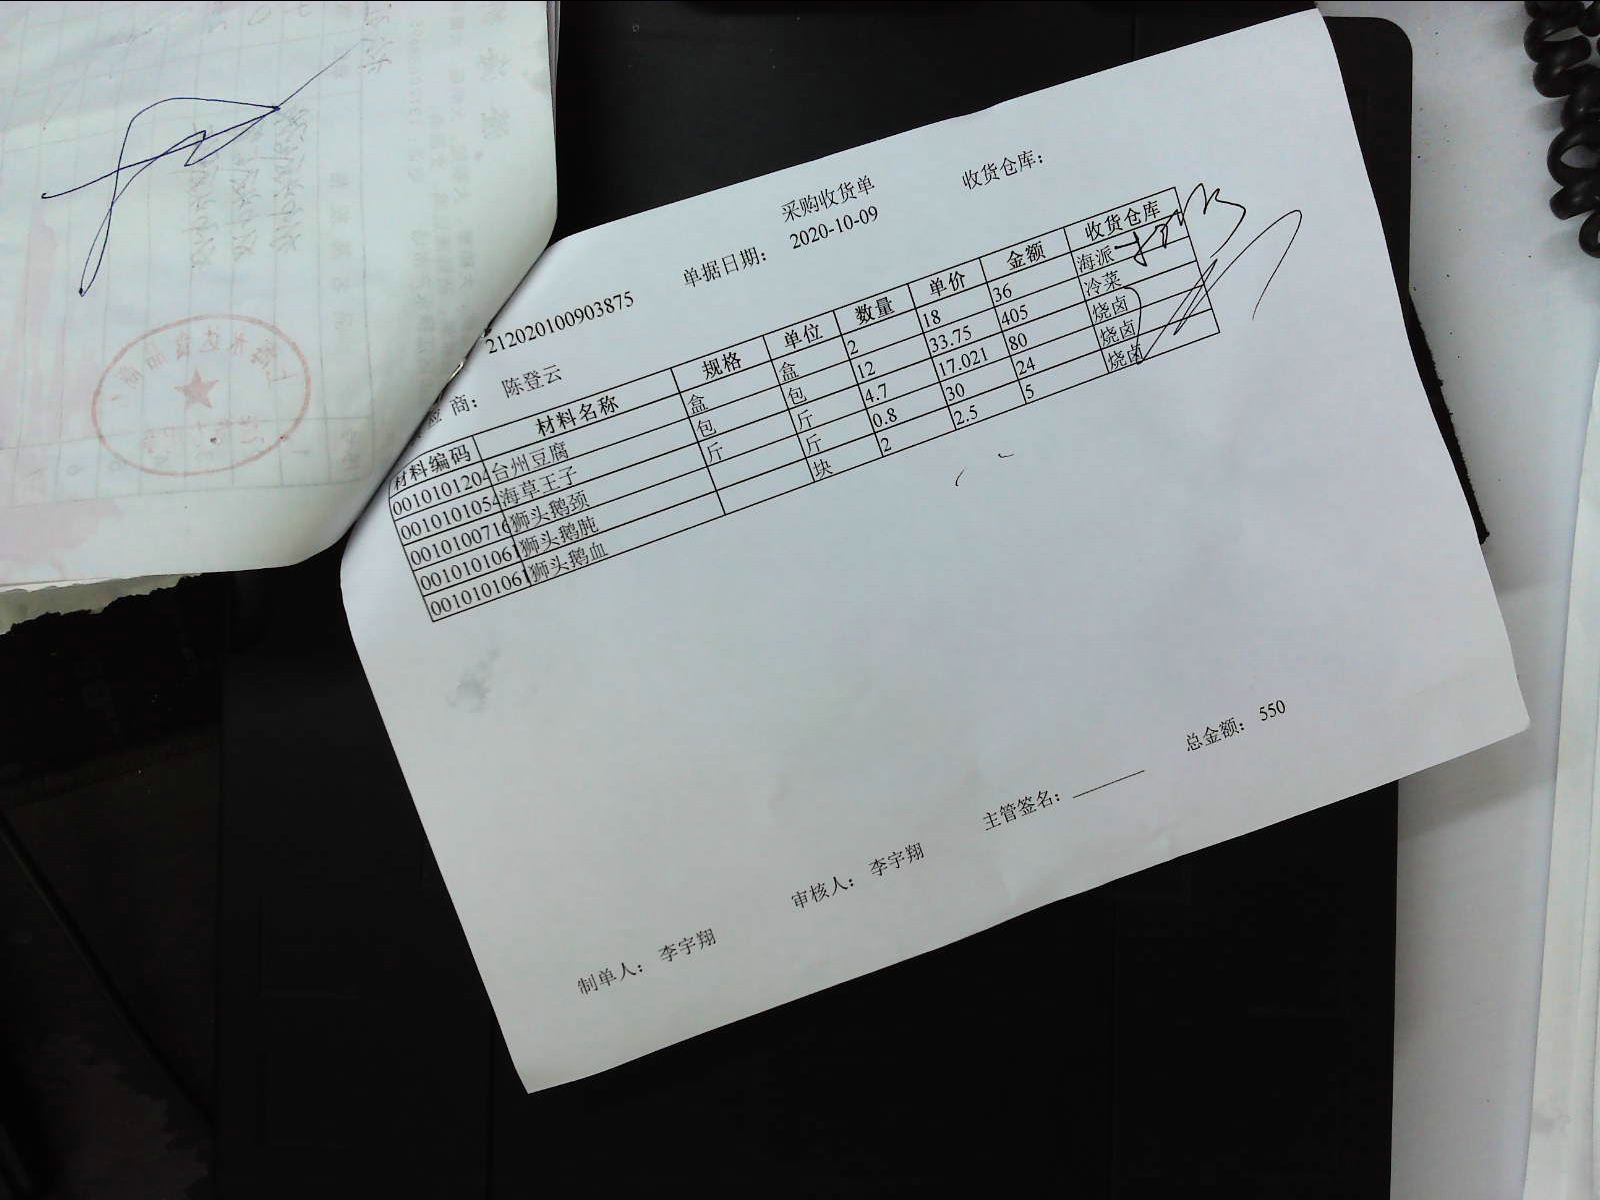 采购收货单 收货仓库：
212020100903875 单据日期： 2020-10-09
商： 陈登云
材料编码 材料名称 规格 单位 数量 单价 金额 收货仓库
0010101204 台州豆腐 盒 盒 2 18 36 海派
0010101054 海草王子 包 包 12 33.75 405 冷菜
0010100716 狮头鹅颈 斤 斤 4.7 17.021 80 烧卤
001010106 狮头鹅肫 斤 0.8 30 24 烧卤
001010106 狮头鹅血 块 2 2.5 5 烧卤
制单人： 李宇翔 审核人： 李宇翔 主管签名： 总金额： 550